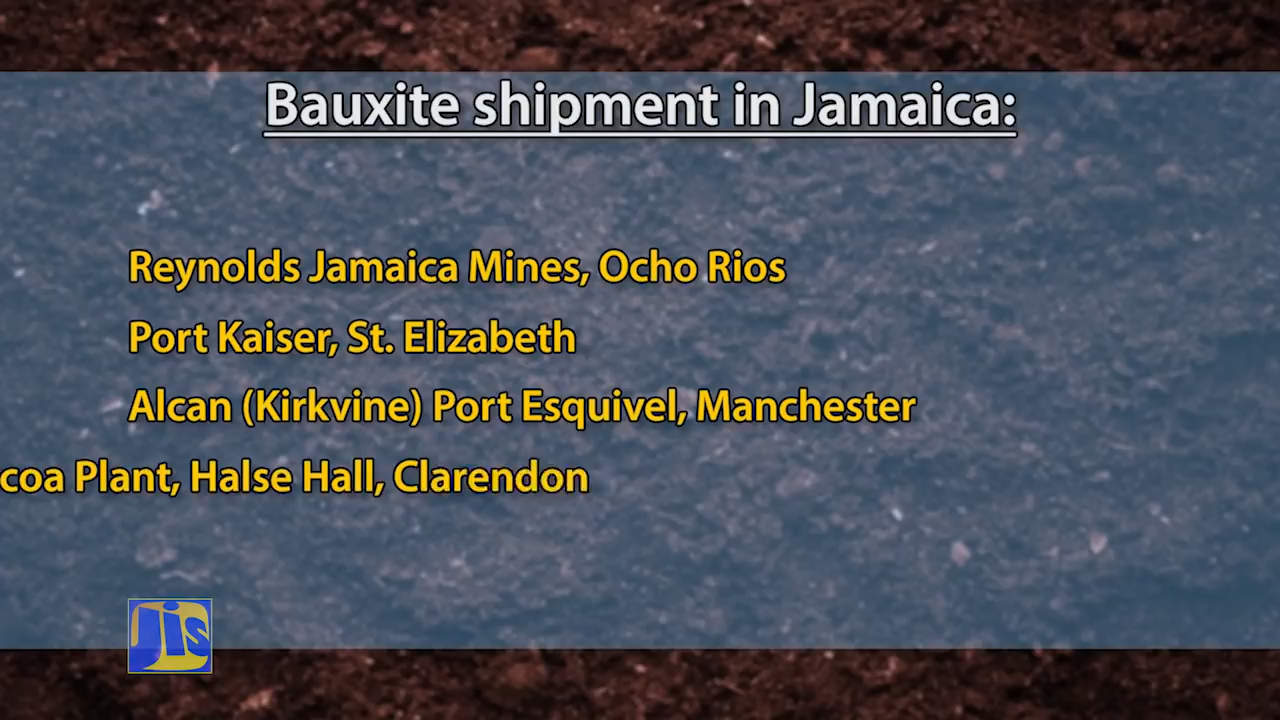 Bauxite shipment in Jamaica:
Reynolds Jamaica Mines, Ocho Rios
Port Kaiser, St. Elizabeth
Alcan (Kirkvine) Port Esquivel, Manchester
coa Plant, Halse Hall, Clarendon
Jis